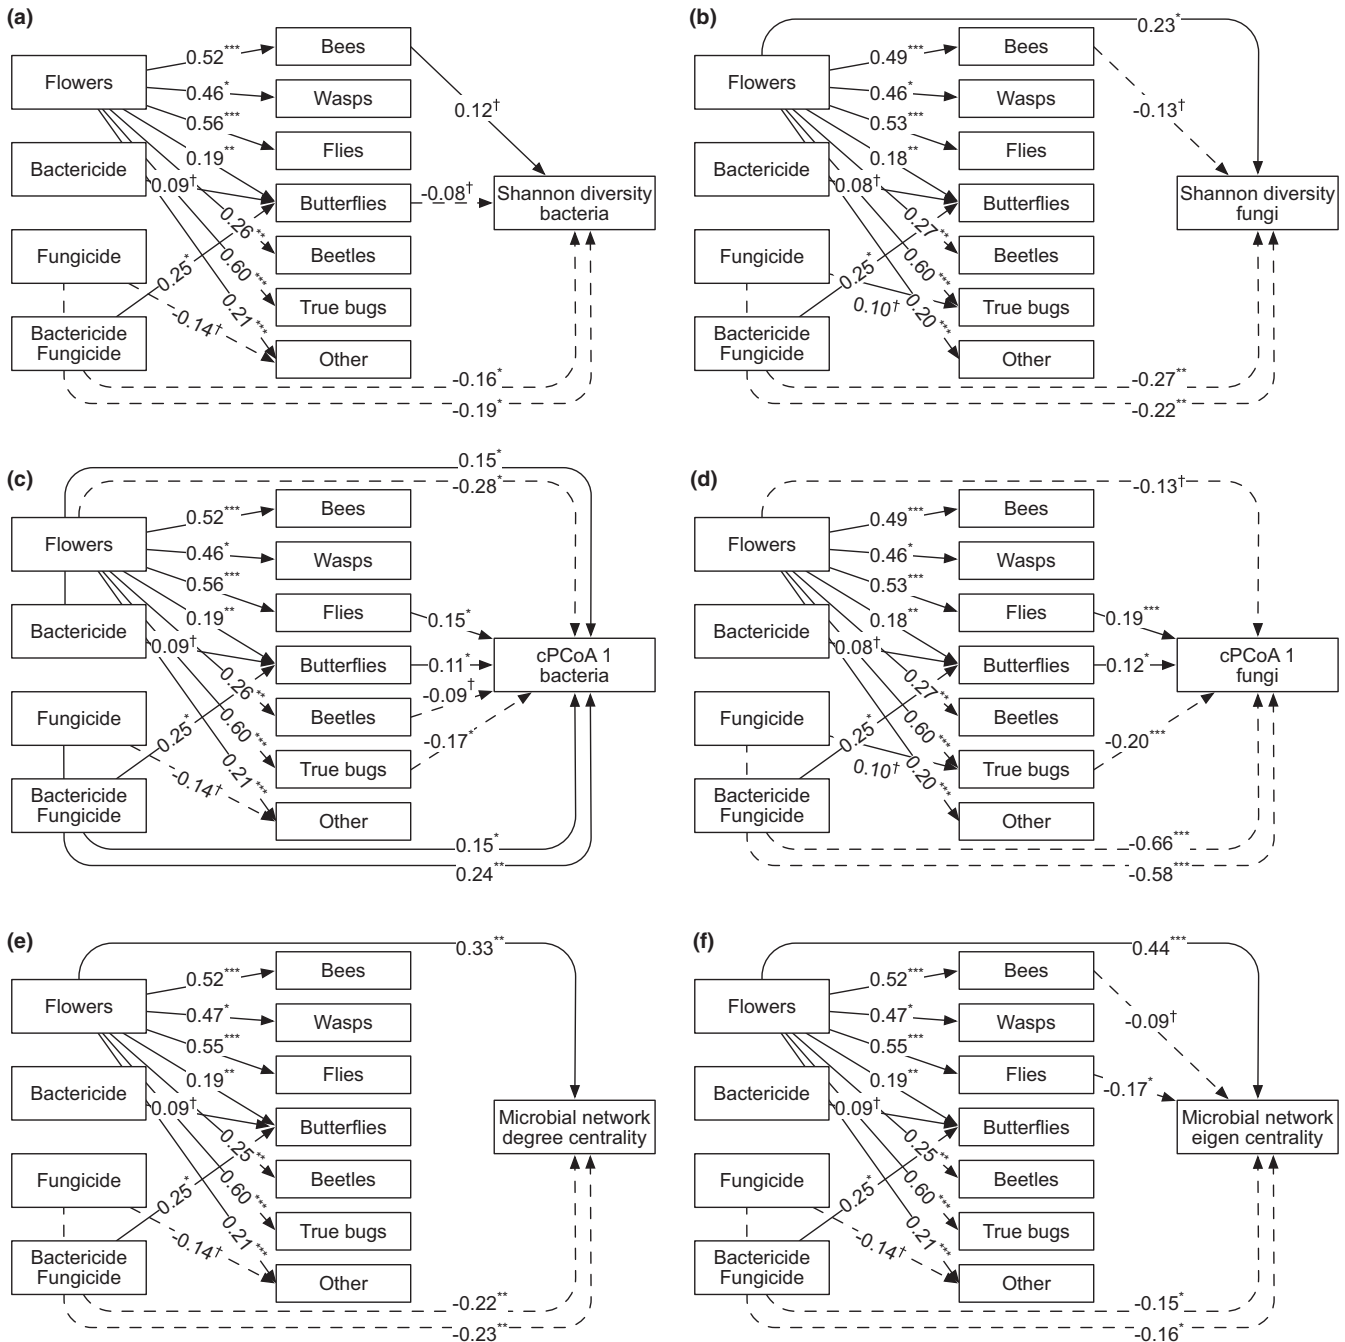 (a)
Flowers
Bactericide
Fungicide
Bactericide
Fungicide
0.52***
0.46*
0.56***
0.19**
0.09†
0.26**
0.60***
0.21***
0.25*
-0.14†
Bees
Wasps
Flies
Butterflies
Beetles
True bugs
Other
0.12†
-0.08†
Shannon diversity
bacteria
-0.16*
-0.19*
(b)
0.23*
Flowers
Bactericide
Fungicide
Bactericide
Fungicide
0.49***
0.46*
0.53***
0.18**
0.08†
0.27**
0.60***
0.20***
0.25*
0.10†
Bees
Wasps
Flies
Butterflies
Beetles
True bugs
Other
-0.13†
Shannon diversity
fungi
-0.27**
-0.22**
(c)
0.15*
-0.28*
Flowers
Bactericide
Fungicide
Bactericide
Fungicide
0.52***
0.46*
0.56***
0.19**
0.09†
0.26**
0.60***
0.21***
0.25*
-0.14†
Bees
Wasps
Flies
Butterflies
Beetles
True bugs
Other
0.15*
0.11*
-0.09†
-0.17*
cPCoA 1
bacteria
0.15*
0.24**
(d)
-0.13†
Flowers
Bactericide
Fungicide
Bactericide
Fungicide
0.49***
0.46*
0.53***
0.18**
0.08†
0.27**
0.60***
0.20***
0.25*
0.10†
Bees
Wasps
Flies
Butterflies
Beetles
True bugs
Other
0.19***
0.12*
-0.20***
cPCoA 1
fungi
-0.66***
-0.58***
(e)
0.33**
Flowers
Bactericide
Fungicide
Bactericide
Fungicide
0.52***
0.47*
0.55***
0.19**
0.09†
0.25**
0.60***
0.21***
0.25*
-0.14†
Bees
Wasps
Flies
Butterflies
Beetles
True bugs
Other
Microbial network
degree centrality
-0.22**
-0.23**
(f)
0.44***
Flowers
Bactericide
Fungicide
Bactericide
Fungicide
0.52***
0.47*
0.55***
0.19**
0.09†
0.25**
0.60***
0.21***
0.25*
-0.14†
Bees
Wasps
Flies
Butterflies
Beetles
True bugs
Other
-0.09†
-0.17*
Microbial network
eigen centrality
-0.15*
-0.16*